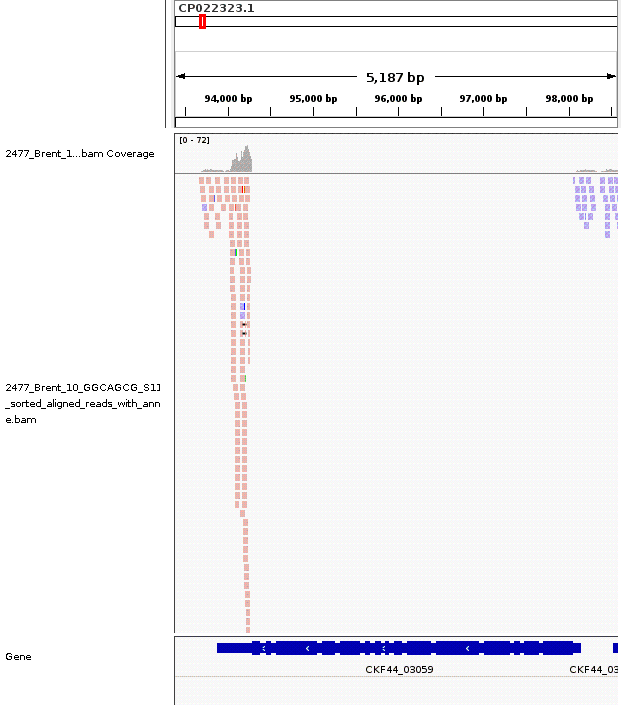 CP022323.1
5,187 bp
94,000 bp 95,000 bp 96,000 bp 97,000 bp 98,000 bp
[0 - 72]
2477_Brent_1...bam Coverage
2477_Brent_10_GGCAGCG_S11
_sorted_aligned_reads_with_ann
e.bam
Gene
CKF44_03059 CKF44_03